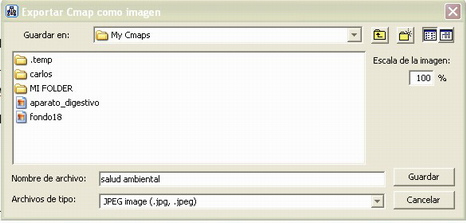 Exportar Cmap como imagen
Guardar en: My Cmaps
.temp
carlos
MI FOLDER
aparato_digestivo
fondo18
Escala de la imagen:
100 %
Nombre de archivo: salud ambiental
Guardar
Archivos de tipo: JPEG image (.jpg, .jpeg)
Cancelar